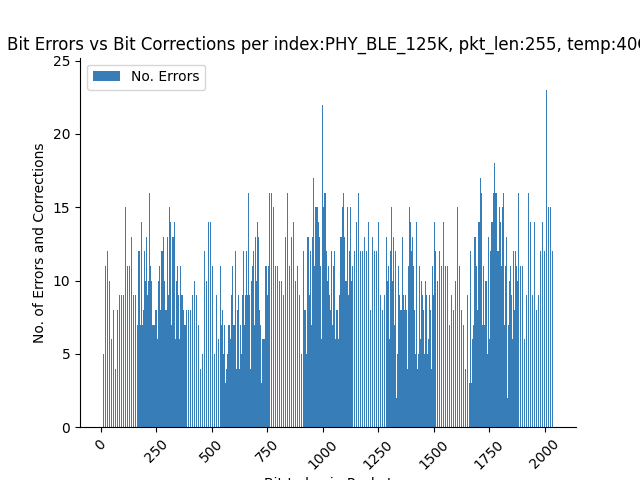 Bit Errors vs Bit Corrections per index:PHY_BLE_125K, pkt_len:255, temp:40
No. Errors
No. of Errors and Corrections
25
20
15
10
5
0
0 250 500 750 1000 1250 1500 1750 2000